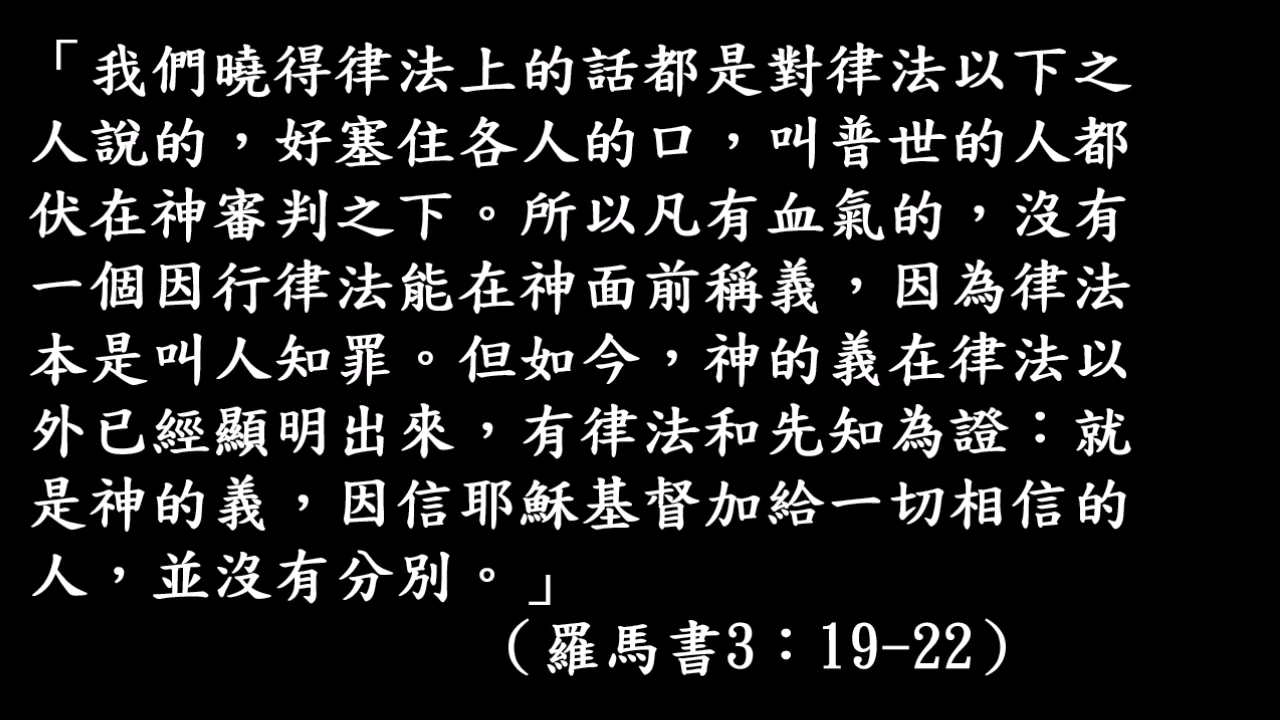 「我們曉得律法上的話都是對律法以下之
人說的，好塞住各人的口，叫普世的人都
伏在神審判之下。所以凡有血氣的，沒有
一個因行律法能在神面前稱義，因為律法
本是叫人知罪。但如今，神的義在律法以
外已經顯明出來，有律法和先知為證：就
是神的義，因信耶穌基督加給一切相信的
人，並沒有分別。」
（羅馬書3：19-22）